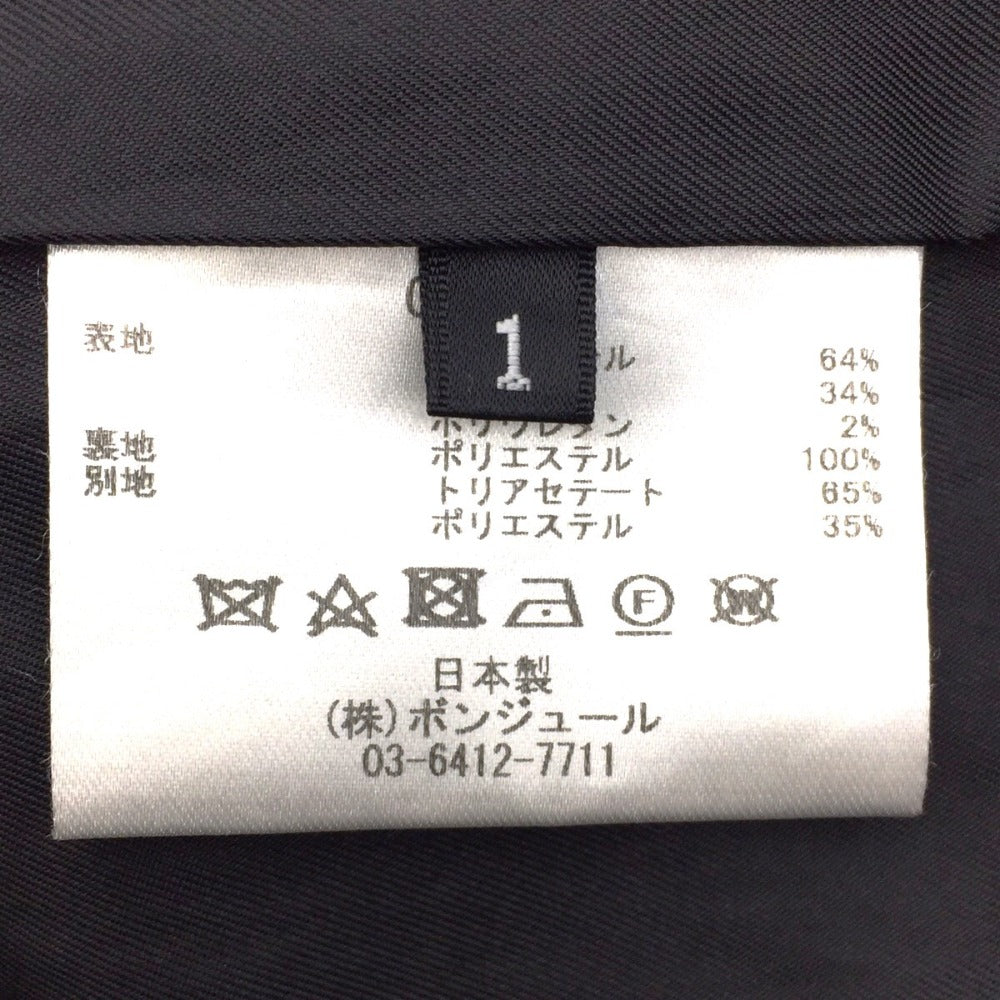 1
表地
ル 64%
34%
ポリウレタン 2%
裏地 ポリエステル 100%
別地 トリアセテート 65%
ポリエステル 35%
F
W
日本製
(株)ボンジュール
03-6412-7711